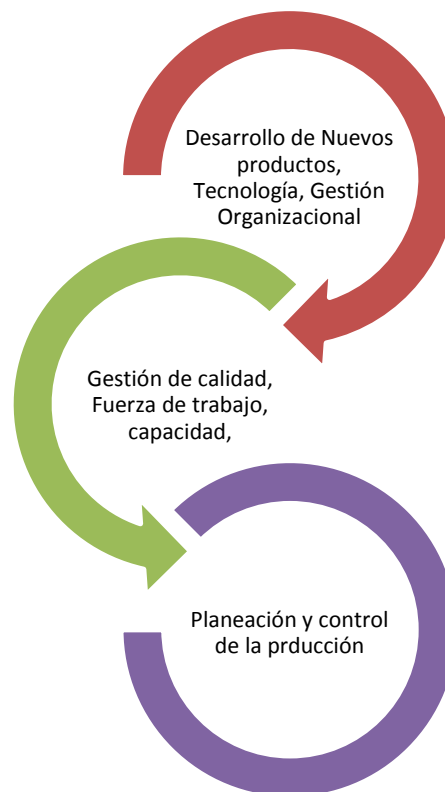 Desarrollo de Nuevos
productos,
Tecnología, Gestión
Organizacional
Gestión de calidad,
Fuerza de trabajo,
capacidad,
Planeación y control
de la prducción